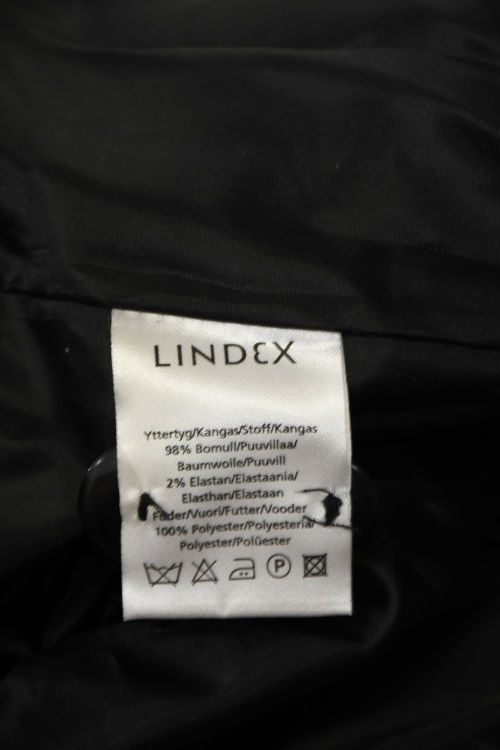 LINDEX
Yttertyg/Kangas/Stoff/Kangas
98% Bomull/Puuvillaa/
Baumwolle/Puuvill
2% Elastan/Elastaania/
Elasthan/Elastaan
Foder/Vuori/Futter/Vooder
100% Polyester/Polyesteria/
Polyester/Polüester
P